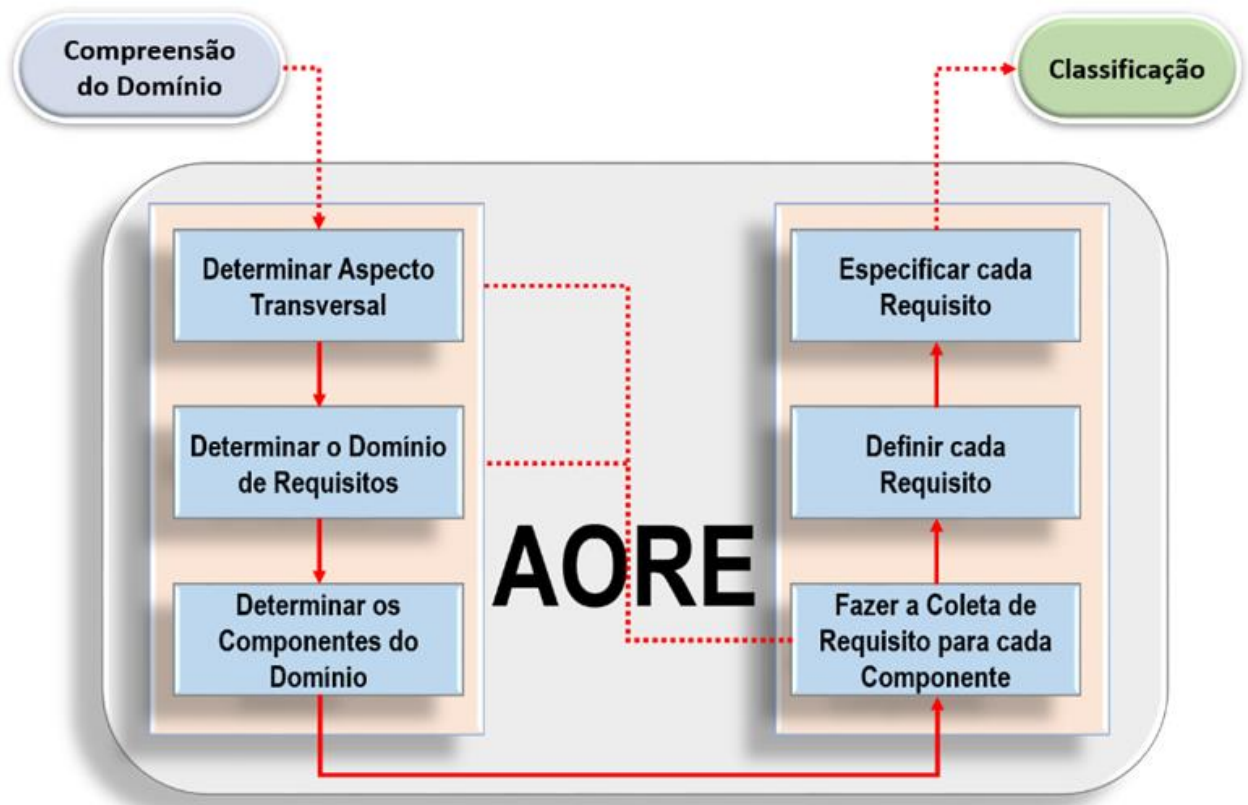 Compreensão
do Domínio
Classificação
Determinar Aspecto
Transversal
Determinar o Domínio
de Requisitos
Determinar os
Componentes do
Domínio
AORE
Especificar cada
Requisito
Definir cada
Requisito
Fazer a Coleta de
Requisito para cada
Componente